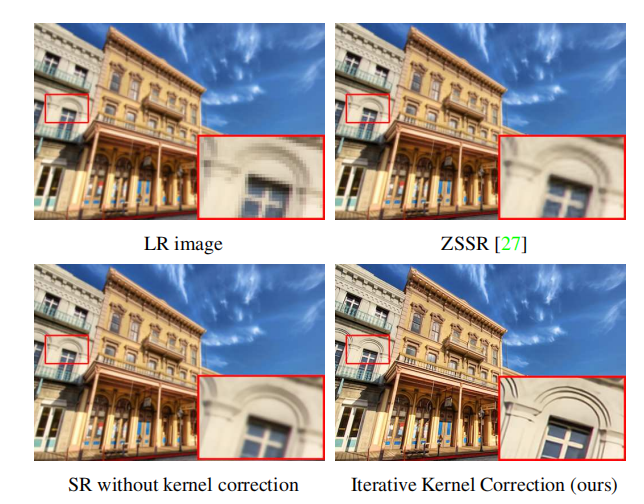 LR image
ZSSR [27]
SR without kernel correction
Iterative Kernel Correction (ours)